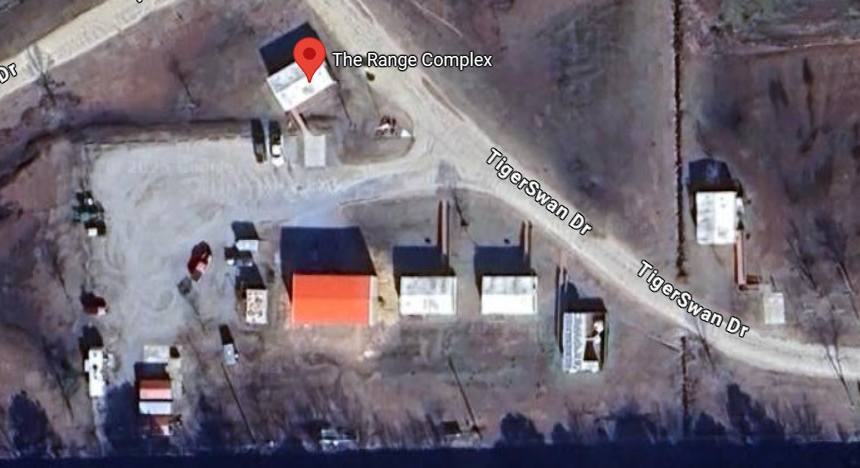 Dr
The Range Complex
TigerSwan Dr
TigerSwan Dr